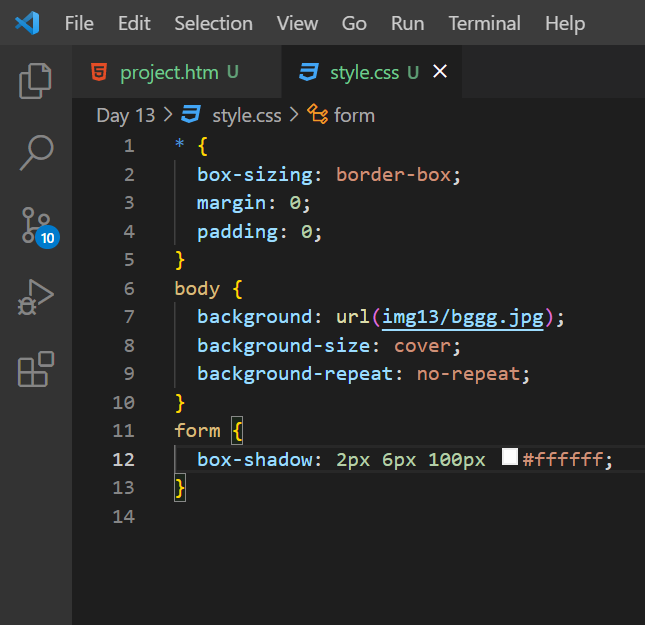 File Edit Selection View Go Run Terminal Help
project.htm U style.css U
Day 13 > style.css > form
10
1 * {
2 box-sizing: border-box;
3 margin: 0;
4 padding: 0;
5 }
6 body {
7 background: url(img13/bggg.jpg);
8 background-size: cover;
9 background-repeat: no-repeat;
10 }
11 form {
12 box-shadow: 2px 6px 100px #ffffff;
13 }
14